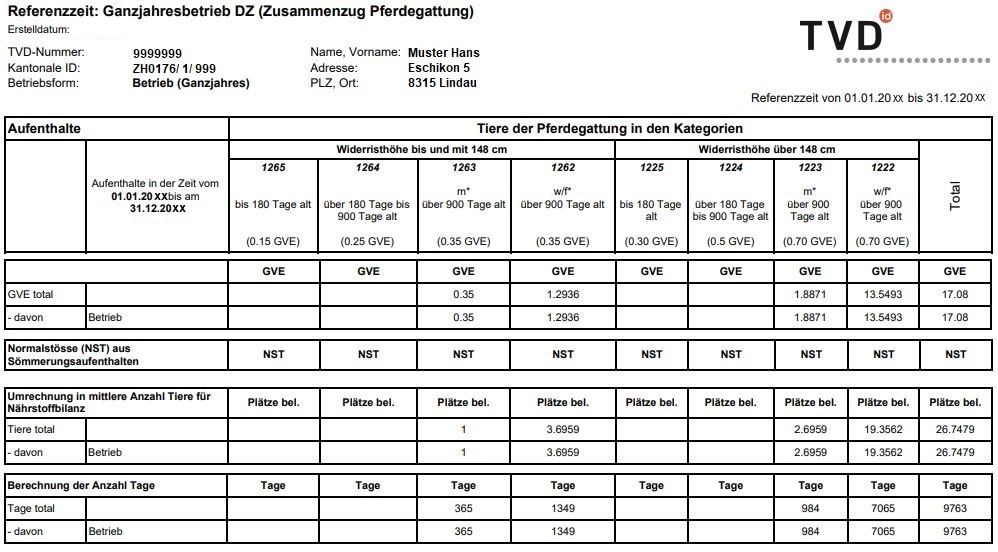 Referenzzeit: Ganzjahresbetrieb DZ (Zusammenzug Pferdegattung)
Erstelldatum:
TVD-Nummer: 9999999 Name, Vorname: Muster Hans
Kantonale ID: ZH0176/ 1/ 999 Adresse: Eschikon 5
Betriebsform: Betrieb (Ganzjahres) PLZ, Ort: 8315 Lindau
TVD id
Referenzzeit von 01.01.20 XX bis 31.12.20 XX
Aufenthalte Tiere der Pferdegattung in den Kategorien
Widerristhöhe bis und mit 148 cm Widerristhöhe über 148 cm
Aufenthalte in der Zeit vom
01.01.20 XXbis am
31.12.20XX
1265
bis 180 Tage alt
(0.15 GVE)
1264
über 180 Tage bis
900 Tage alt
(0.25 GVE)
1263
m*
über 900 Tage alt
(0.35 GVE)
1262
w/f*
über 900 Tage alt
(0.35 GVE)
1225
bis 180 Tage
alt
(0.30 GVE)
1224
über 180 Tage
bis 900 Tage alt
(0.5 GVE)
1223
m*
über 900
Tage alt
(0.70 GVE)
1222
w/f*
über 900
Tage alt
(0.70 GVE)
Total
GVE GVE GVE GVE GVE GVE GVE GVE GVE
GVE total 0.35 1.2936 1.8871 13.5493 17.08
- davon Betrieb 0.35 1.2936 1.8871 13.5493 17.08
Normalstösse (NST) aus
Sömmerungsaufenthalten
NST NST NST NST NST NST NST NST NST
Umrechnung in mittlere Anzahl Tiere für
Nährstoffbilanz
Plätze bel. Plätze bel. Plätze bel. Plätze bel. Plätze bel. Plätze bel. Plätze bel. Plätze bel. Plätze bel.
Tiere total 1 3.6959 2.6959 19.3562 26.7479
- davon Betrieb 1 3.6959 2.6959 19.3562 26.7479
Berechnung der Anzahl Tage Tage Tage Tage Tage Tage Tage Tage Tage Tage
Tage total 365 1349 984 7065 9763
- davon Betrieb 365 1349 984 7065 9763